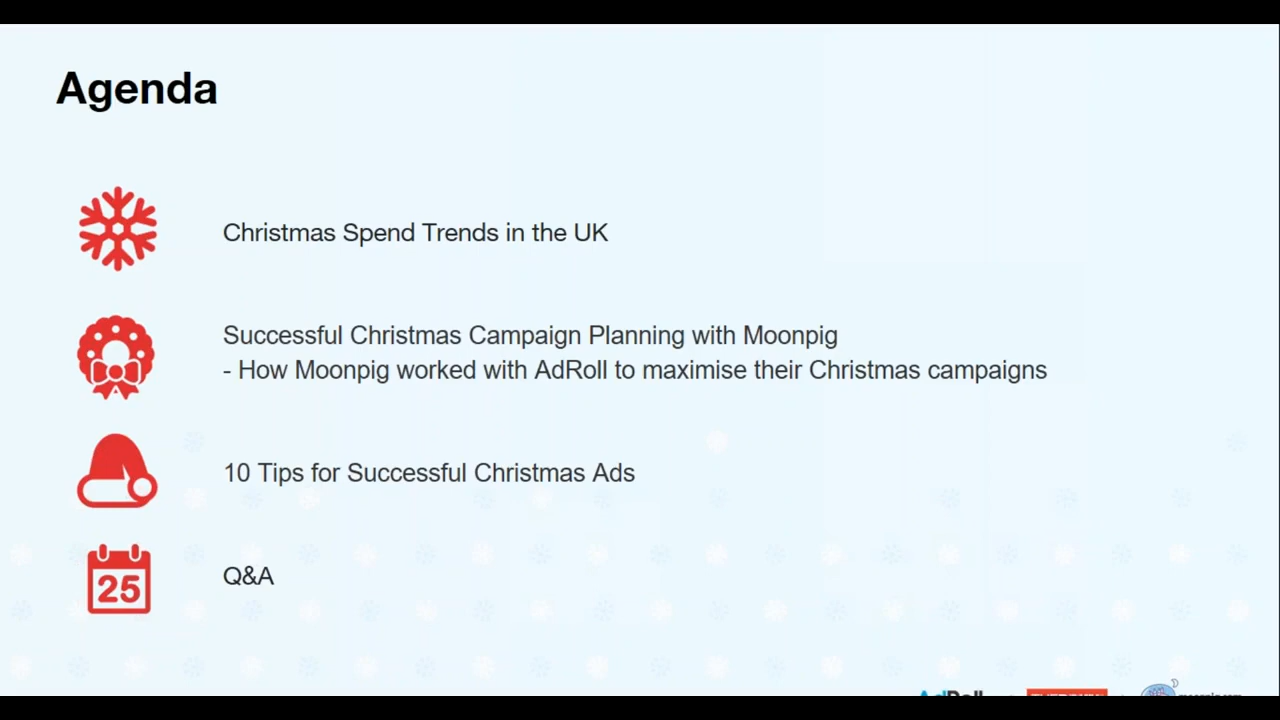 Agenda
Christmas Spend Trends in the UK
Successful Christmas Campaign Planning with Moonpig
- How Moonpig worked with AdRoll to maximise their Christmas campaigns
10 Tips for Successful Christmas Ads
25
Q&A
AdRoll